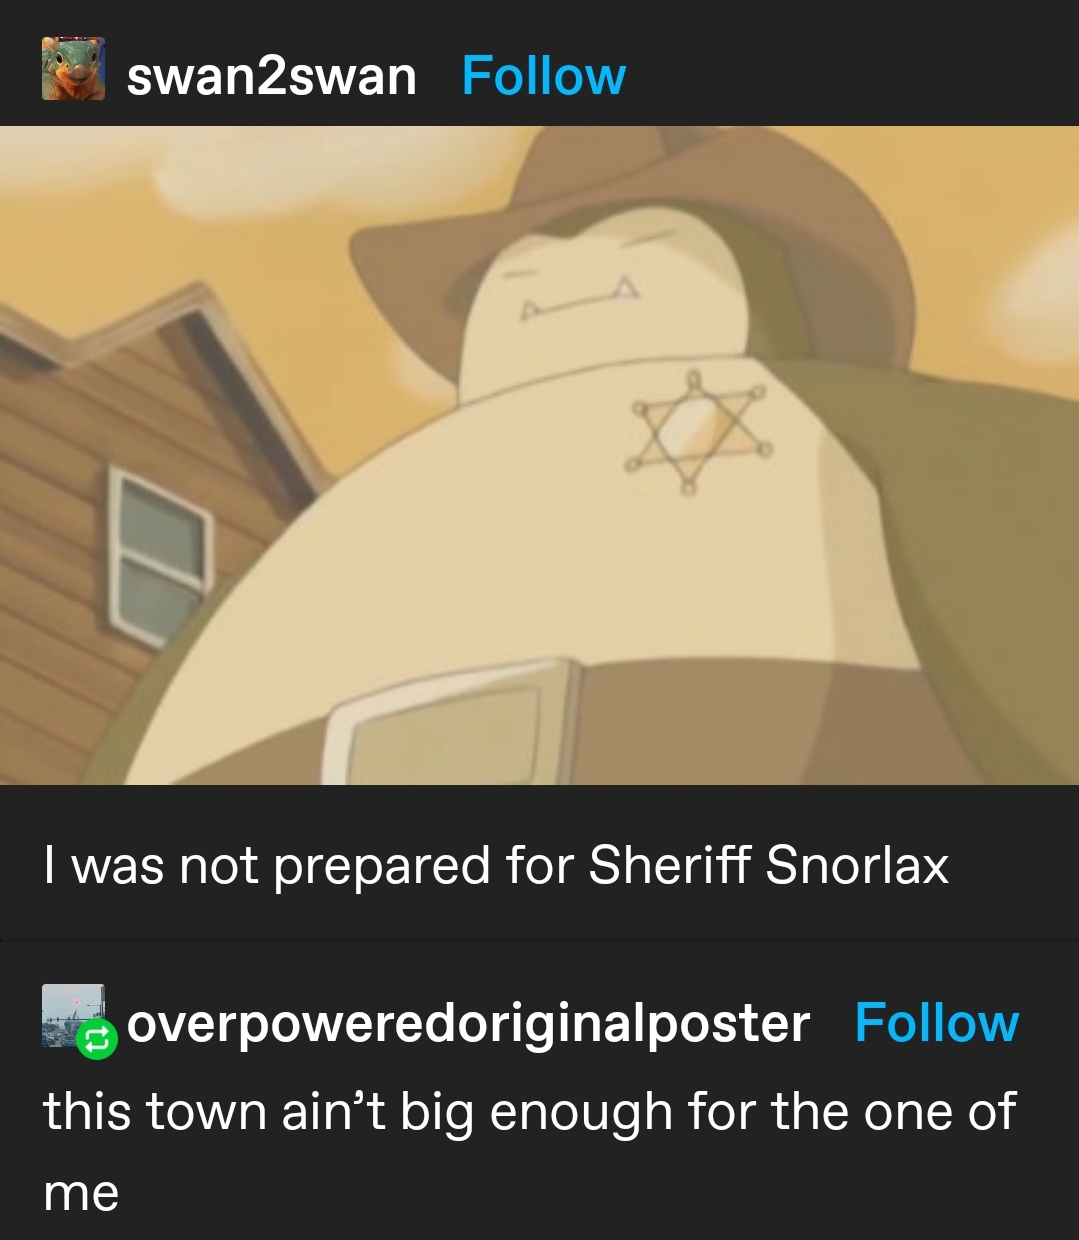 swan2swan Follow
I was not prepared for Sheriff Snorlax
overpoweredoriginalposter Follow
this town ain’t big enough for the one of
me